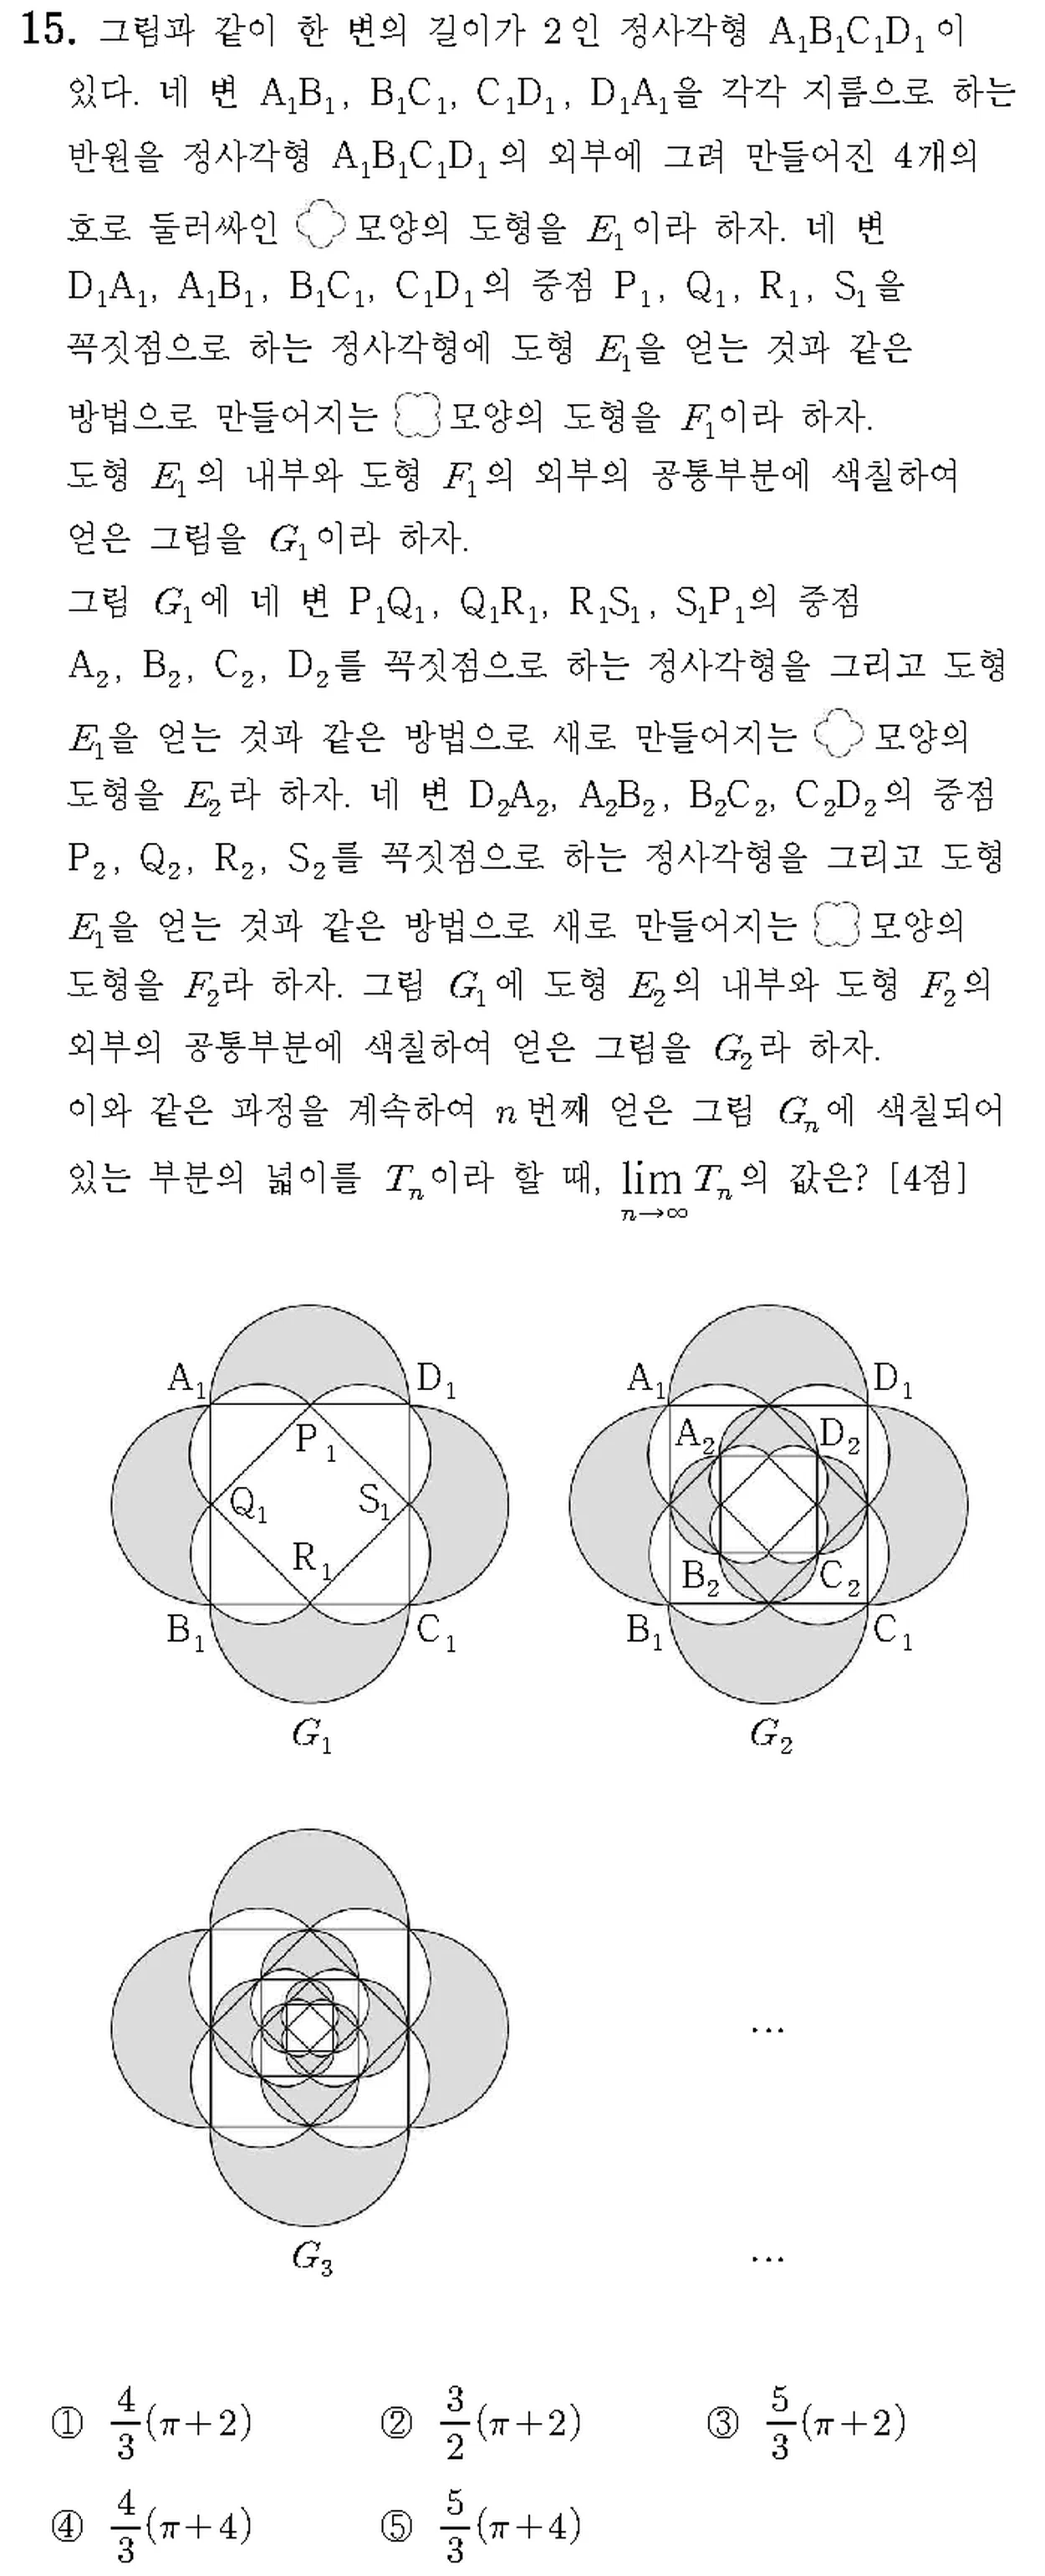 15. 그림과 같이 한 변의 길이가 2인 정사각형 A₁B₁C₁D₁이
있다. 네 변 A₁B₁, B₁C₁, C₁D₁, D₁A₁을 각각 지름으로 하는
반원을 정사각형 A₁B₁C₁D₁의 외부에 그려 만들어진 4개의
호로 둘러싸인 모양의 도형을 E₁이라 하자. 네 변
D₁A₁, A₁B₁, B₁C₁, C₁D₁의 중점 P₁, Q₁, R₁, S₁을
꼭짓점으로 하는 정사각형에 도형 E₁을 얻는 것과 같은
방법으로 만들어지는 모양의 도형을 F₁이라 하자.
도형 E₁의 내부와 도형 F₁의 외부의 공통부분에 색칠하여
얻은 그림을 G₁이라 하자.
그림 G₁에 네 변 P₁Q₁, Q₁R₁, R₁S₁, S₁P₁의 중점
A₂, B₂, C₂, D₂를 꼭짓점으로 하는 정사각형을 그리고 도형
E₁을 얻는 것과 같은 방법으로 새로 만들어지는 모양의
도형을 E₂라 하자. 네 변 D₂A₂, A₂B₂, B₂C₂, C₂D₂의 중점
P₂, Q₂, R₂, S₂를 꼭짓점으로 하는 정사각형을 그리고 도형
E₁을 얻는 것과 같은 방법으로 새로 만들어지는 모양의
도형을 F₂라 하자. 그림 G₁에 도형 E₂의 내부와 도형 F₂의
외부의 공통부분에 색칠하여 얻은 그림을 G₂라 하자.
이와 같은 과정을 계속하여 n번째 얻은 그림 Gₙ에 색칠되어
있는 부분의 넓이를 Tₙ이라 할 때, lim Tₙ의 값은? [4점]
n→∞
A₁ D₁ A₁ D₁
P₁ A₂ D₂
Q₁ S₁
R₁ B₂ C₂
B₁ C₁ B₁ C₁
G₁ G₂
…
G₃ …
① 4/3(π+2) ② 3/2(π+2) ③ 5/3(π+2)
④ 4/3(π+4) ⑤ 5/3(π+4)